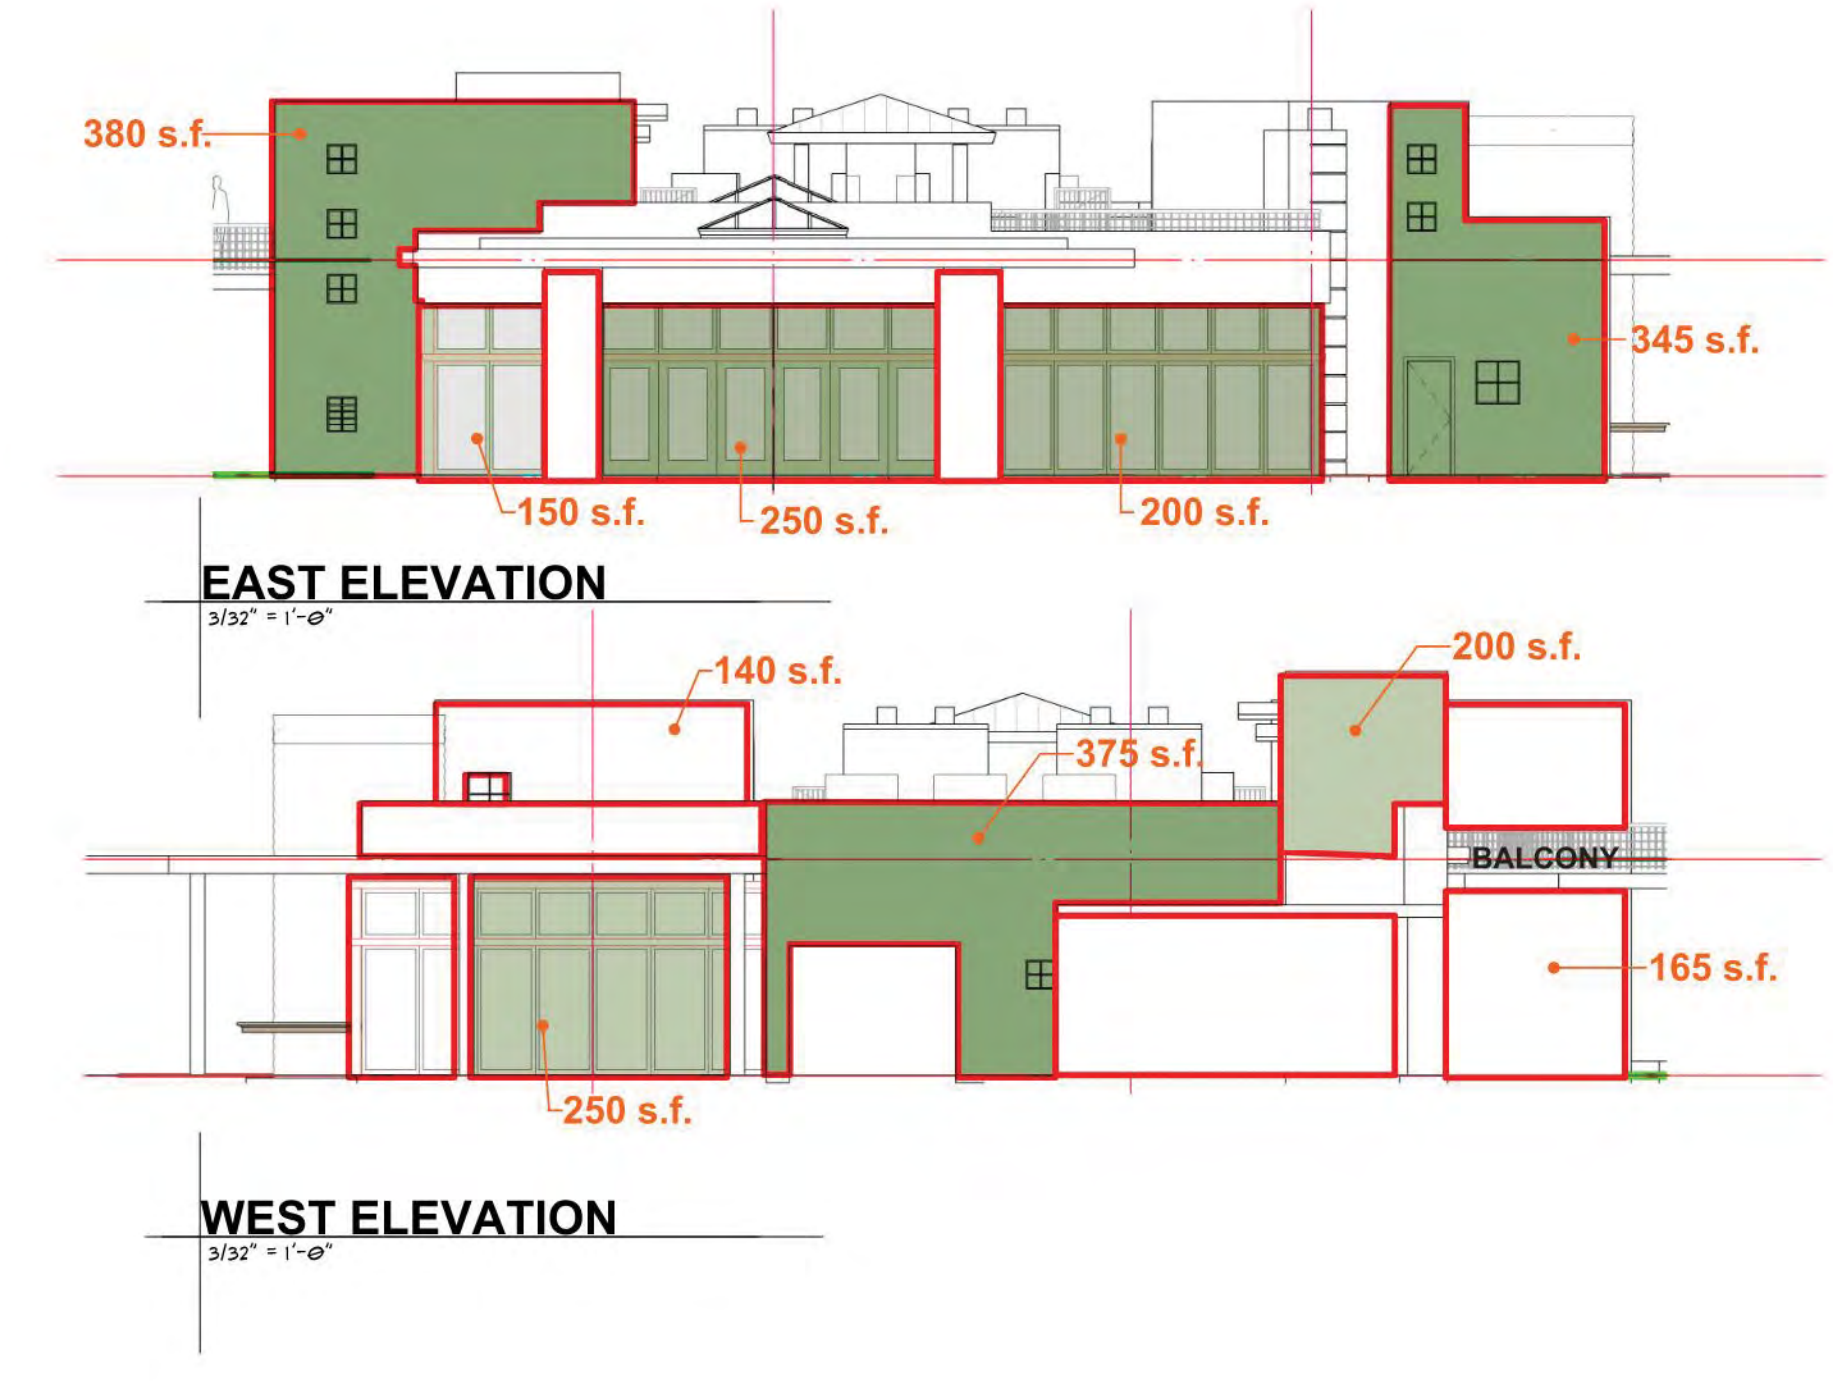 380 s.f.
345 s.f.
150 s.f.
250 s.f.
200 s.f.
EAST ELEVATION
3/32" = 1'-0"
200 s.f.
140 s.f.
375 s.f.
BALCONY
165 s.f.
250 s.f.
WEST ELEVATION
3/32" = 1'-0"